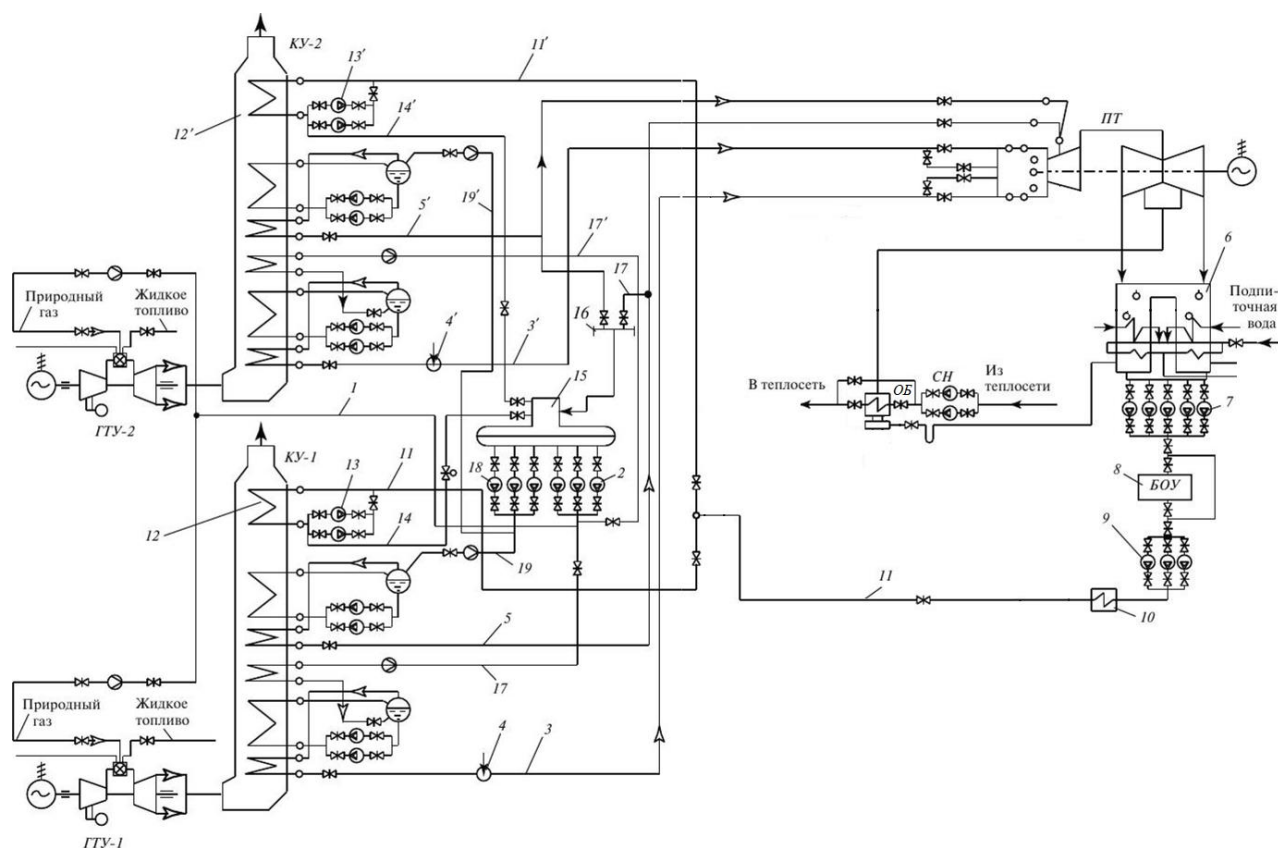 КУ-2
13′
11′
14′
12′
ПТ
19′
5′
17′
6
Природный
газ
Жидкое
топливо
17
16
Подпи-
точная
вода
4′
3′
15
В теплосеть
ОБ
СН
Из
теплосети
7
ГТУ-2
1
КУ-1
11
13
18
2
8
БОУ
12
14
9
19
11
10
5
17
Природный
газ
Жидкое
топливо
4
3
ГТУ-1